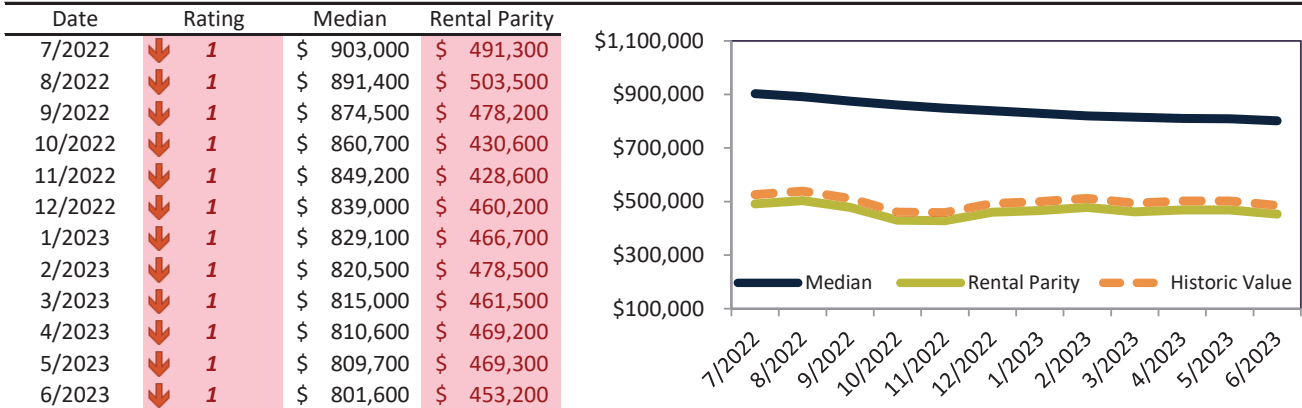 Date Rating Median Rental Parity
7/2022 1 $ 903,000 $ 491,300
8/2022 1 $ 891,400 $ 503,500
9/2022 1 $ 874,500 $ 478,200
10/2022 1 $ 860,700 $ 430,600
11/2022 1 $ 849,200 $ 428,600
12/2022 1 $ 839,000 $ 460,200
1/2023 1 $ 829,100 $ 466,700
2/2023 1 $ 820,500 $ 478,500
3/2023 1 $ 815,000 $ 461,500
4/2023 1 $ 810,600 $ 469,200
5/2023 1 $ 809,700 $ 469,300
6/2023 1 $ 801,600 $ 453,200
$1,100,000
$900,000
$700,000
$500,000
$300,000
$100,000
Median Rental Parity Historic Value
7/2022 8/2022 9/2022 10/2022 11/2022 12/2022 1/2023 2/2023 3/2023 4/2023 5/2023 6/2023